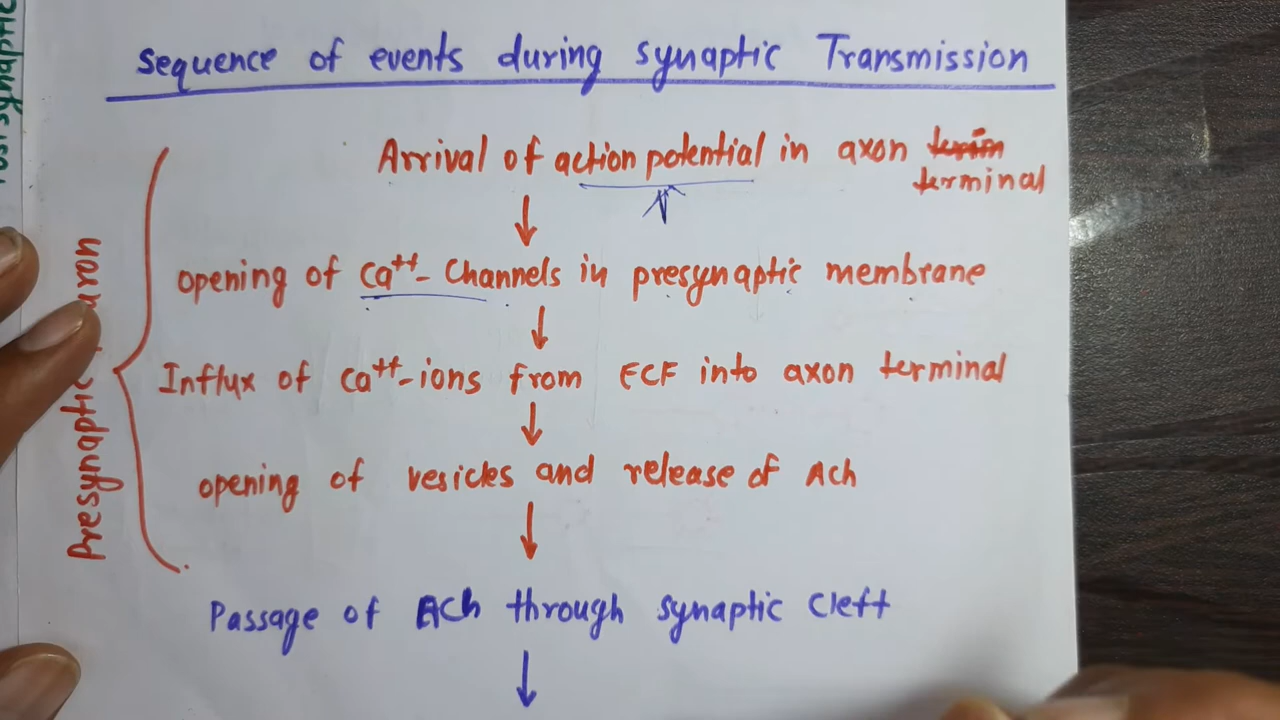 Sequence of events during synaptic Transmission
Arrival of action potential in axon
terminal
opening of Ca++- Channels in presynaptic membrane
Influx of Ca++-ions from ECF into axon terminal
opening of vesicles and release of Ach
Passage of ACh through synaptic Cleft
Presynaptic